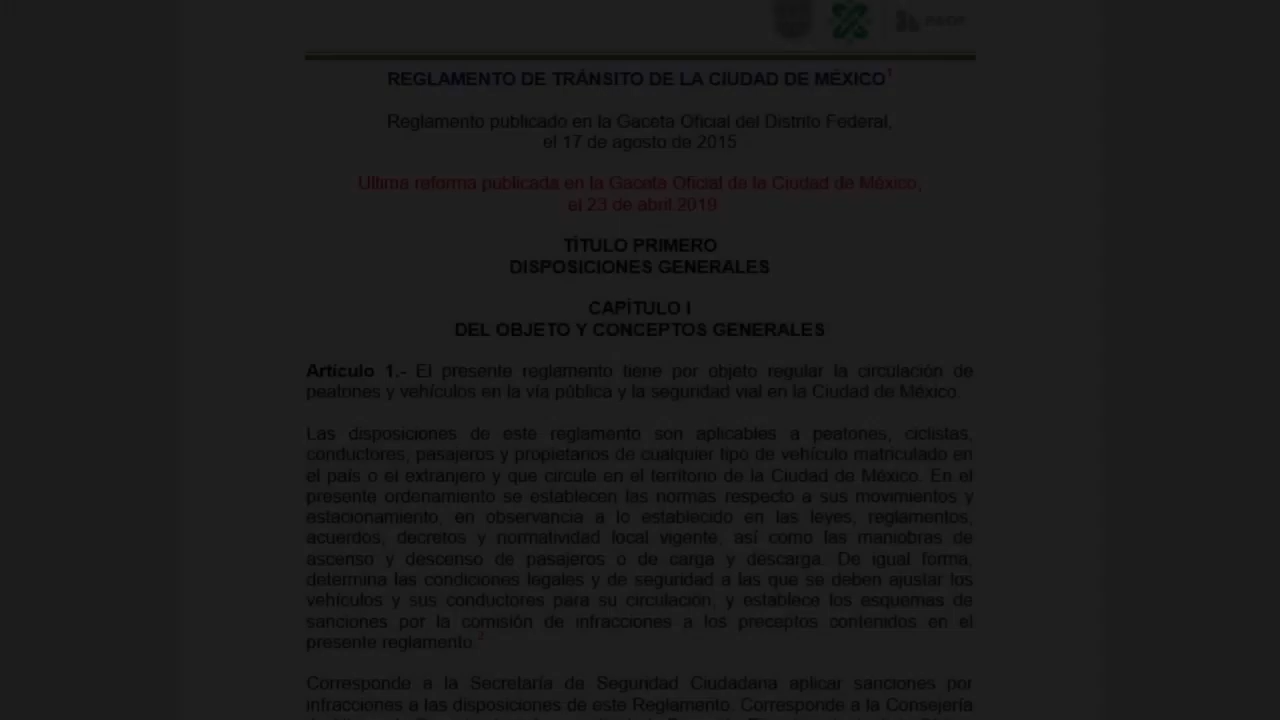 PAOT
REGLAMENTO DE TRÁNSITO DE LA CIUDAD DE MÉXICO¹
Reglamento publicado en la Gaceta Oficial del Distrito Federal,
el 17 de agosto de 2015
Última reforma publicada en la Gaceta Oficial de la Ciudad de México,
el 23 de abril 2019
TÍTULO PRIMERO
DISPOSICIONES GENERALES
CAPÍTULO I
DEL OBJETO Y CONCEPTOS GENERALES
Artículo 1.- El presente reglamento tiene por objeto regular la circulación de
peatones y vehículos en la vía pública y la seguridad vial en la Ciudad de México.
Las disposiciones de este reglamento son aplicables a peatones, ciclistas,
conductores, pasajeros y propietarios de cualquier tipo de vehículo matriculado en
el país o el extranjero y que circule en el territorio de la Ciudad de México. En el
presente ordenamiento se establecen las normas respecto a sus movimientos y
estacionamiento, en observancia a lo establecido en las leyes, reglamentos,
acuerdos, decretos y normatividad local vigente, así como las maniobras de
ascenso y descenso de pasajeros o de carga y descarga. De igual forma,
determina las condiciones legales y de seguridad a las que se deben ajustar los
vehículos y sus conductores para su circulación, y establece los esquemas de
sanciones por la comisión de infracciones a los preceptos contenidos en el
presente reglamento.²
Corresponde a la Secretaría de Seguridad Ciudadana aplicar sanciones por
infracciones a las disposiciones de este Reglamento. Corresponde a la Consejería